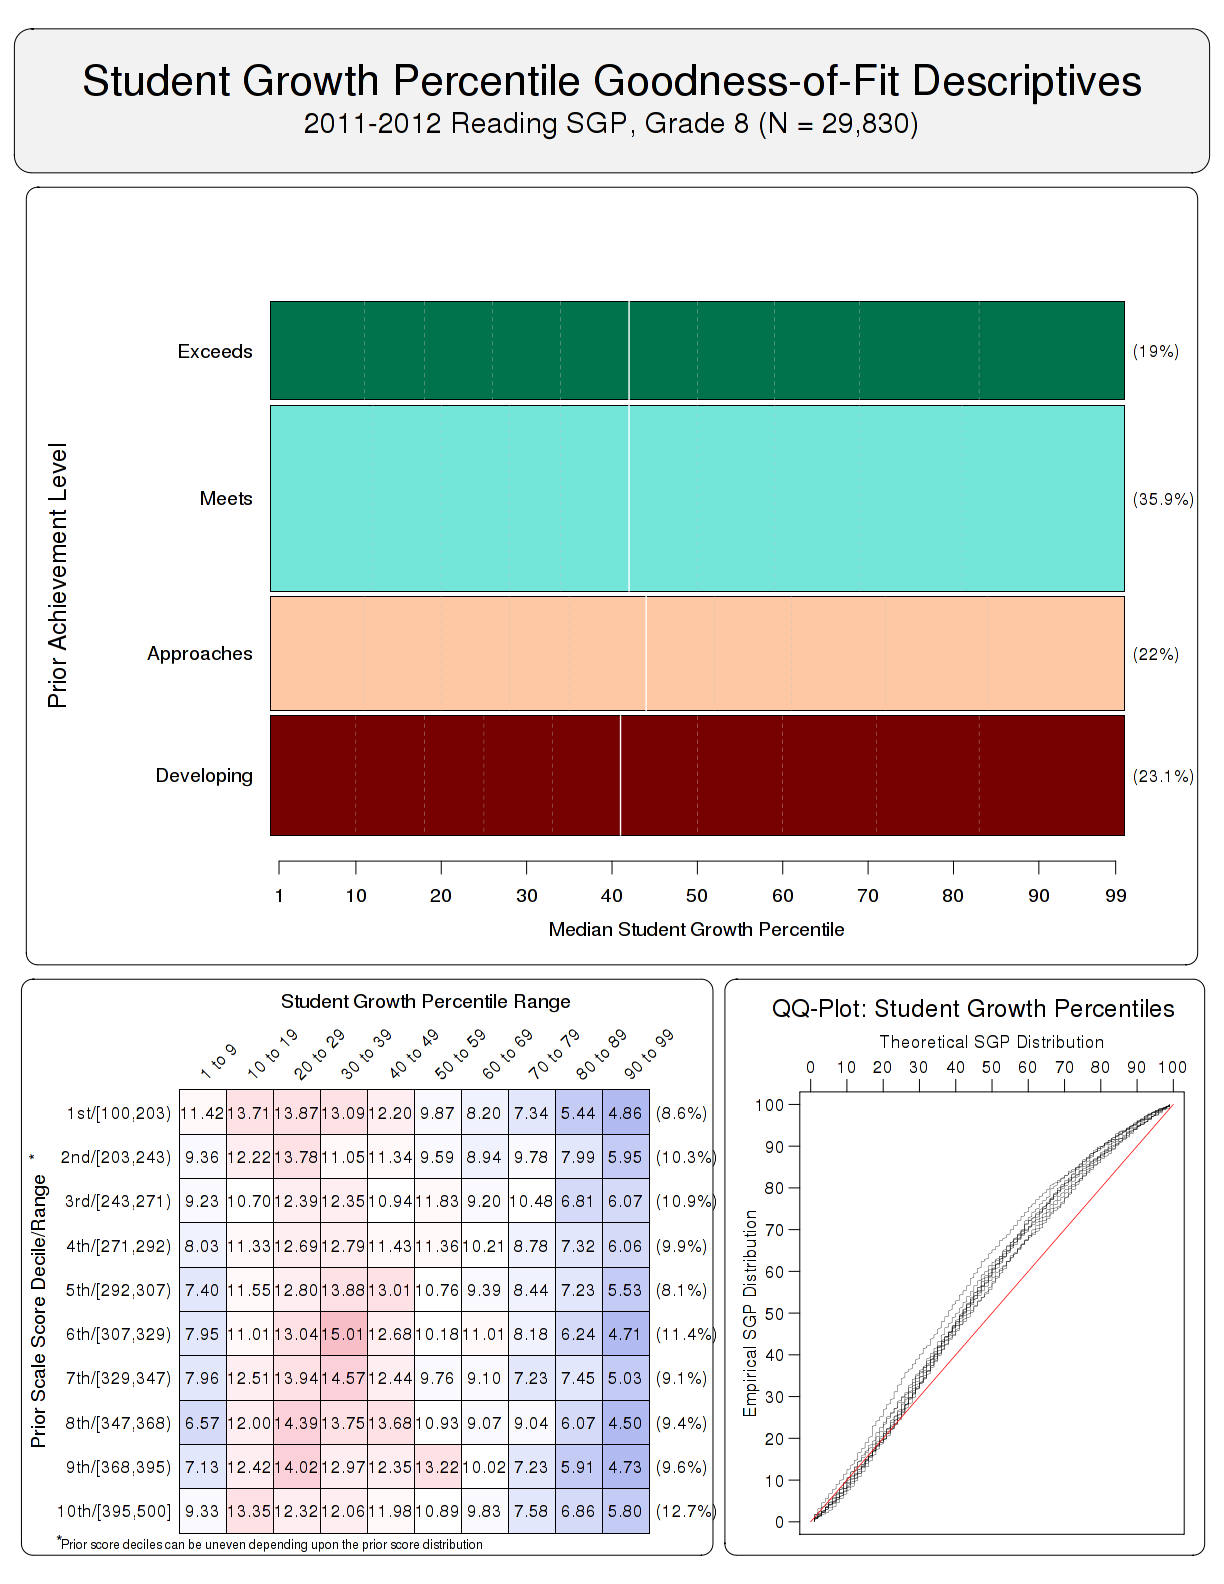 Student Growth Percentile Goodness-of-Fit Descriptives
2011-2012 Reading SGP, Grade 8 (N = 29,830)
Prior Achievement Level
Exceeds (19%)
Meets (35.9%)
Approaches (22%)
Developing (23.1%)
1 10 20 30 40 50 60 70 80 90 99
Median Student Growth Percentile
Student Growth Percentile Range
1 to 9 10 to 19 20 to 29 30 to 39 40 to 49 50 to 59 60 to 69 70 to 79 80 to 89 90 to 99
Prior Scale Score Decile/Range *
1st/[100,203) 11.42 13.71 13.87 13.09 12.20 9.87 8.20 7.34 5.44 4.86 (8.6%)
2nd/[203,243) 9.36 12.22 13.78 11.05 11.34 9.59 8.94 9.78 7.99 5.95 (10.3%)
3rd/[243,271) 9.23 10.70 12.39 12.35 10.94 11.83 9.20 10.48 6.81 6.07 (10.9%)
4th/[271,292) 8.03 11.33 12.69 12.79 11.43 11.36 10.21 8.78 7.32 6.06 (9.9%)
5th/[292,307) 7.40 11.55 12.80 13.88 13.01 10.76 9.39 8.44 7.23 5.53 (8.1%)
6th/[307,329) 7.95 11.01 13.04 15.01 12.68 10.18 11.01 8.18 6.24 4.71 (11.4%)
7th/[329,347) 7.96 12.51 13.94 14.57 12.44 9.76 9.10 7.23 7.45 5.03 (9.1%)
8th/[347,368) 6.57 12.00 14.39 13.75 13.68 10.93 9.07 9.04 6.07 4.50 (9.4%)
9th/[368,395) 7.13 12.42 14.02 12.97 12.35 13.22 10.02 7.23 5.91 4.73 (9.6%)
10th/[395,500] 9.33 13.35 12.32 12.06 11.98 10.89 9.83 7.58 6.86 5.80 (12.7%)
*Prior score deciles can be uneven depending upon the prior score distribution
QQ-Plot: Student Growth Percentiles
Theoretical SGP Distribution
0 10 20 30 40 50 60 70 80 90 100
Empirical SGP Distribution
100
90
80
70
60
50
40
30
20
10
0